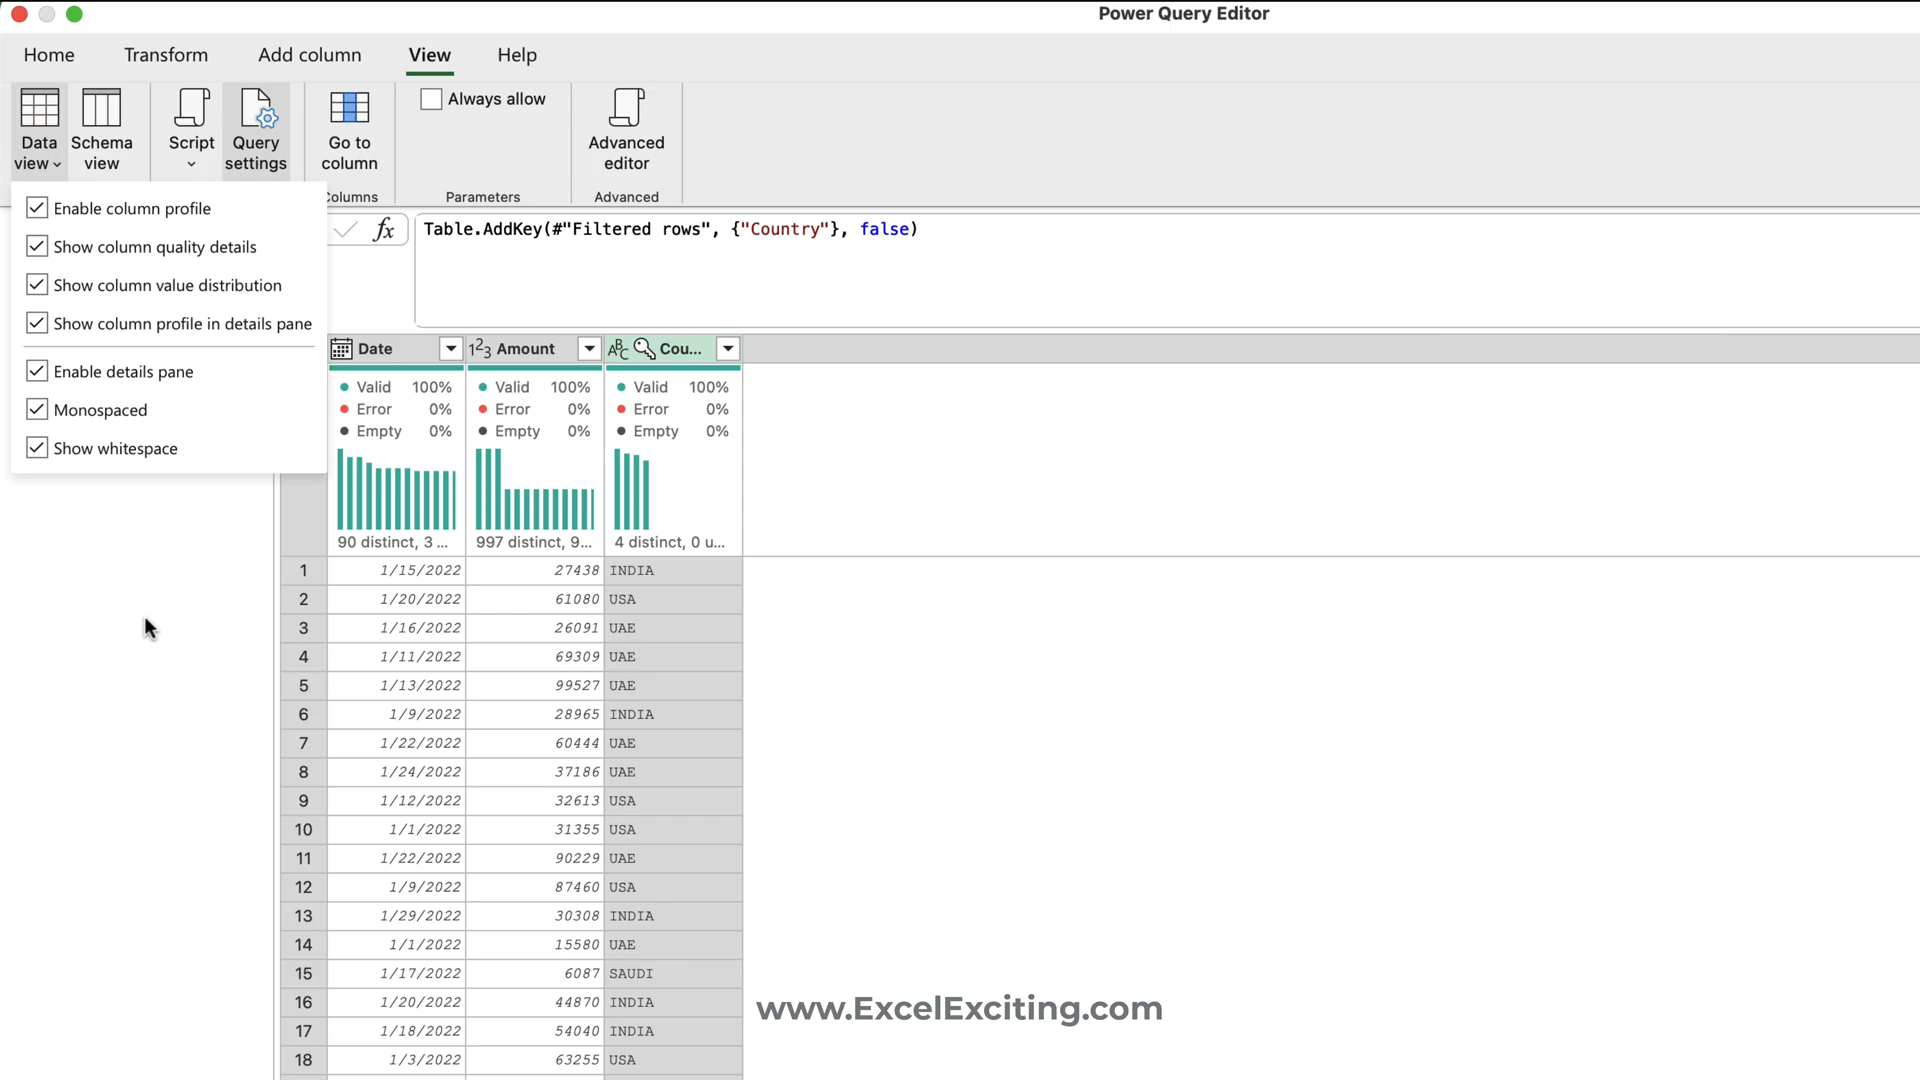 Power Query Editor
Home Transform Add column View Help
Data view
Schema view
Script
Query settings
Go to column
Always allow
Advanced editor
Columns
Parameters
Advanced
Enable column profile
Show column quality details
Show column value distribution
Show column profile in details pane
Enable details pane
Monospaced
Show whitespace
fx
Table.AddKey(#"Filtered rows", {"Country"}, false)
Date 123 Amount ABC Cou...
Valid 100% Valid 100% Valid 100%
Error 0% Error 0% Error 0%
Empty 0% Empty 0% Empty 0%
90 distinct, 3 ... 997 distinct, 9... 4 distinct, 0 u...
1 1/15/2022 27438 INDIA
2 1/20/2022 61080 USA
3 1/16/2022 26091 UAE
4 1/11/2022 69309 UAE
5 1/13/2022 99527 UAE
6 1/9/2022 28965 INDIA
7 1/22/2022 60444 UAE
8 1/24/2022 37186 UAE
9 1/12/2022 32613 USA
10 1/1/2022 31355 USA
11 1/22/2022 90229 UAE
12 1/9/2022 87460 USA
13 1/29/2022 30308 INDIA
14 1/1/2022 15580 UAE
15 1/17/2022 6087 SAUDI
16 1/20/2022 44870 INDIA
17 1/18/2022 54040 INDIA
18 1/3/2022 63255 USA
www.ExcelExciting.com